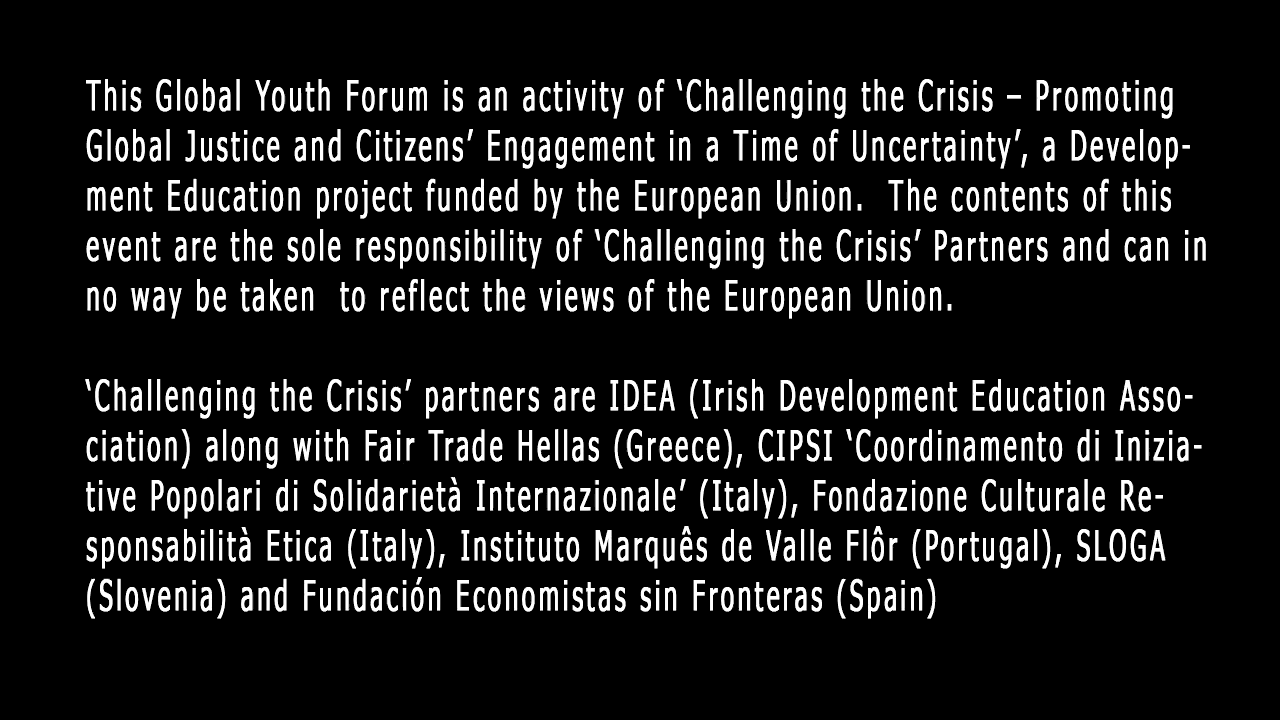 This Global Youth Forum is an activity of ‘Challenging the Crisis – Promoting
Global Justice and Citizens’ Engagement in a Time of Uncertainty’, a Develop-
ment Education project funded by the European Union.  The contents of this
event are the sole responsibility of ‘Challenging the Crisis’ Partners and can in
no way be taken  to reflect the views of the European Union.
‘Challenging the Crisis’ partners are IDEA (Irish Development Education Asso-
ciation) along with Fair Trade Hellas (Greece), CIPSI ‘Coordinamento di Inizia-
tive Popolari di Solidarietà Internazionale’ (Italy), Fondazione Culturale Re-
sponsabilità Etica (Italy), Instituto Marquês de Valle Flôr (Portugal), SLOGA
(Slovenia) and Fundación Economistas sin Fronteras (Spain)